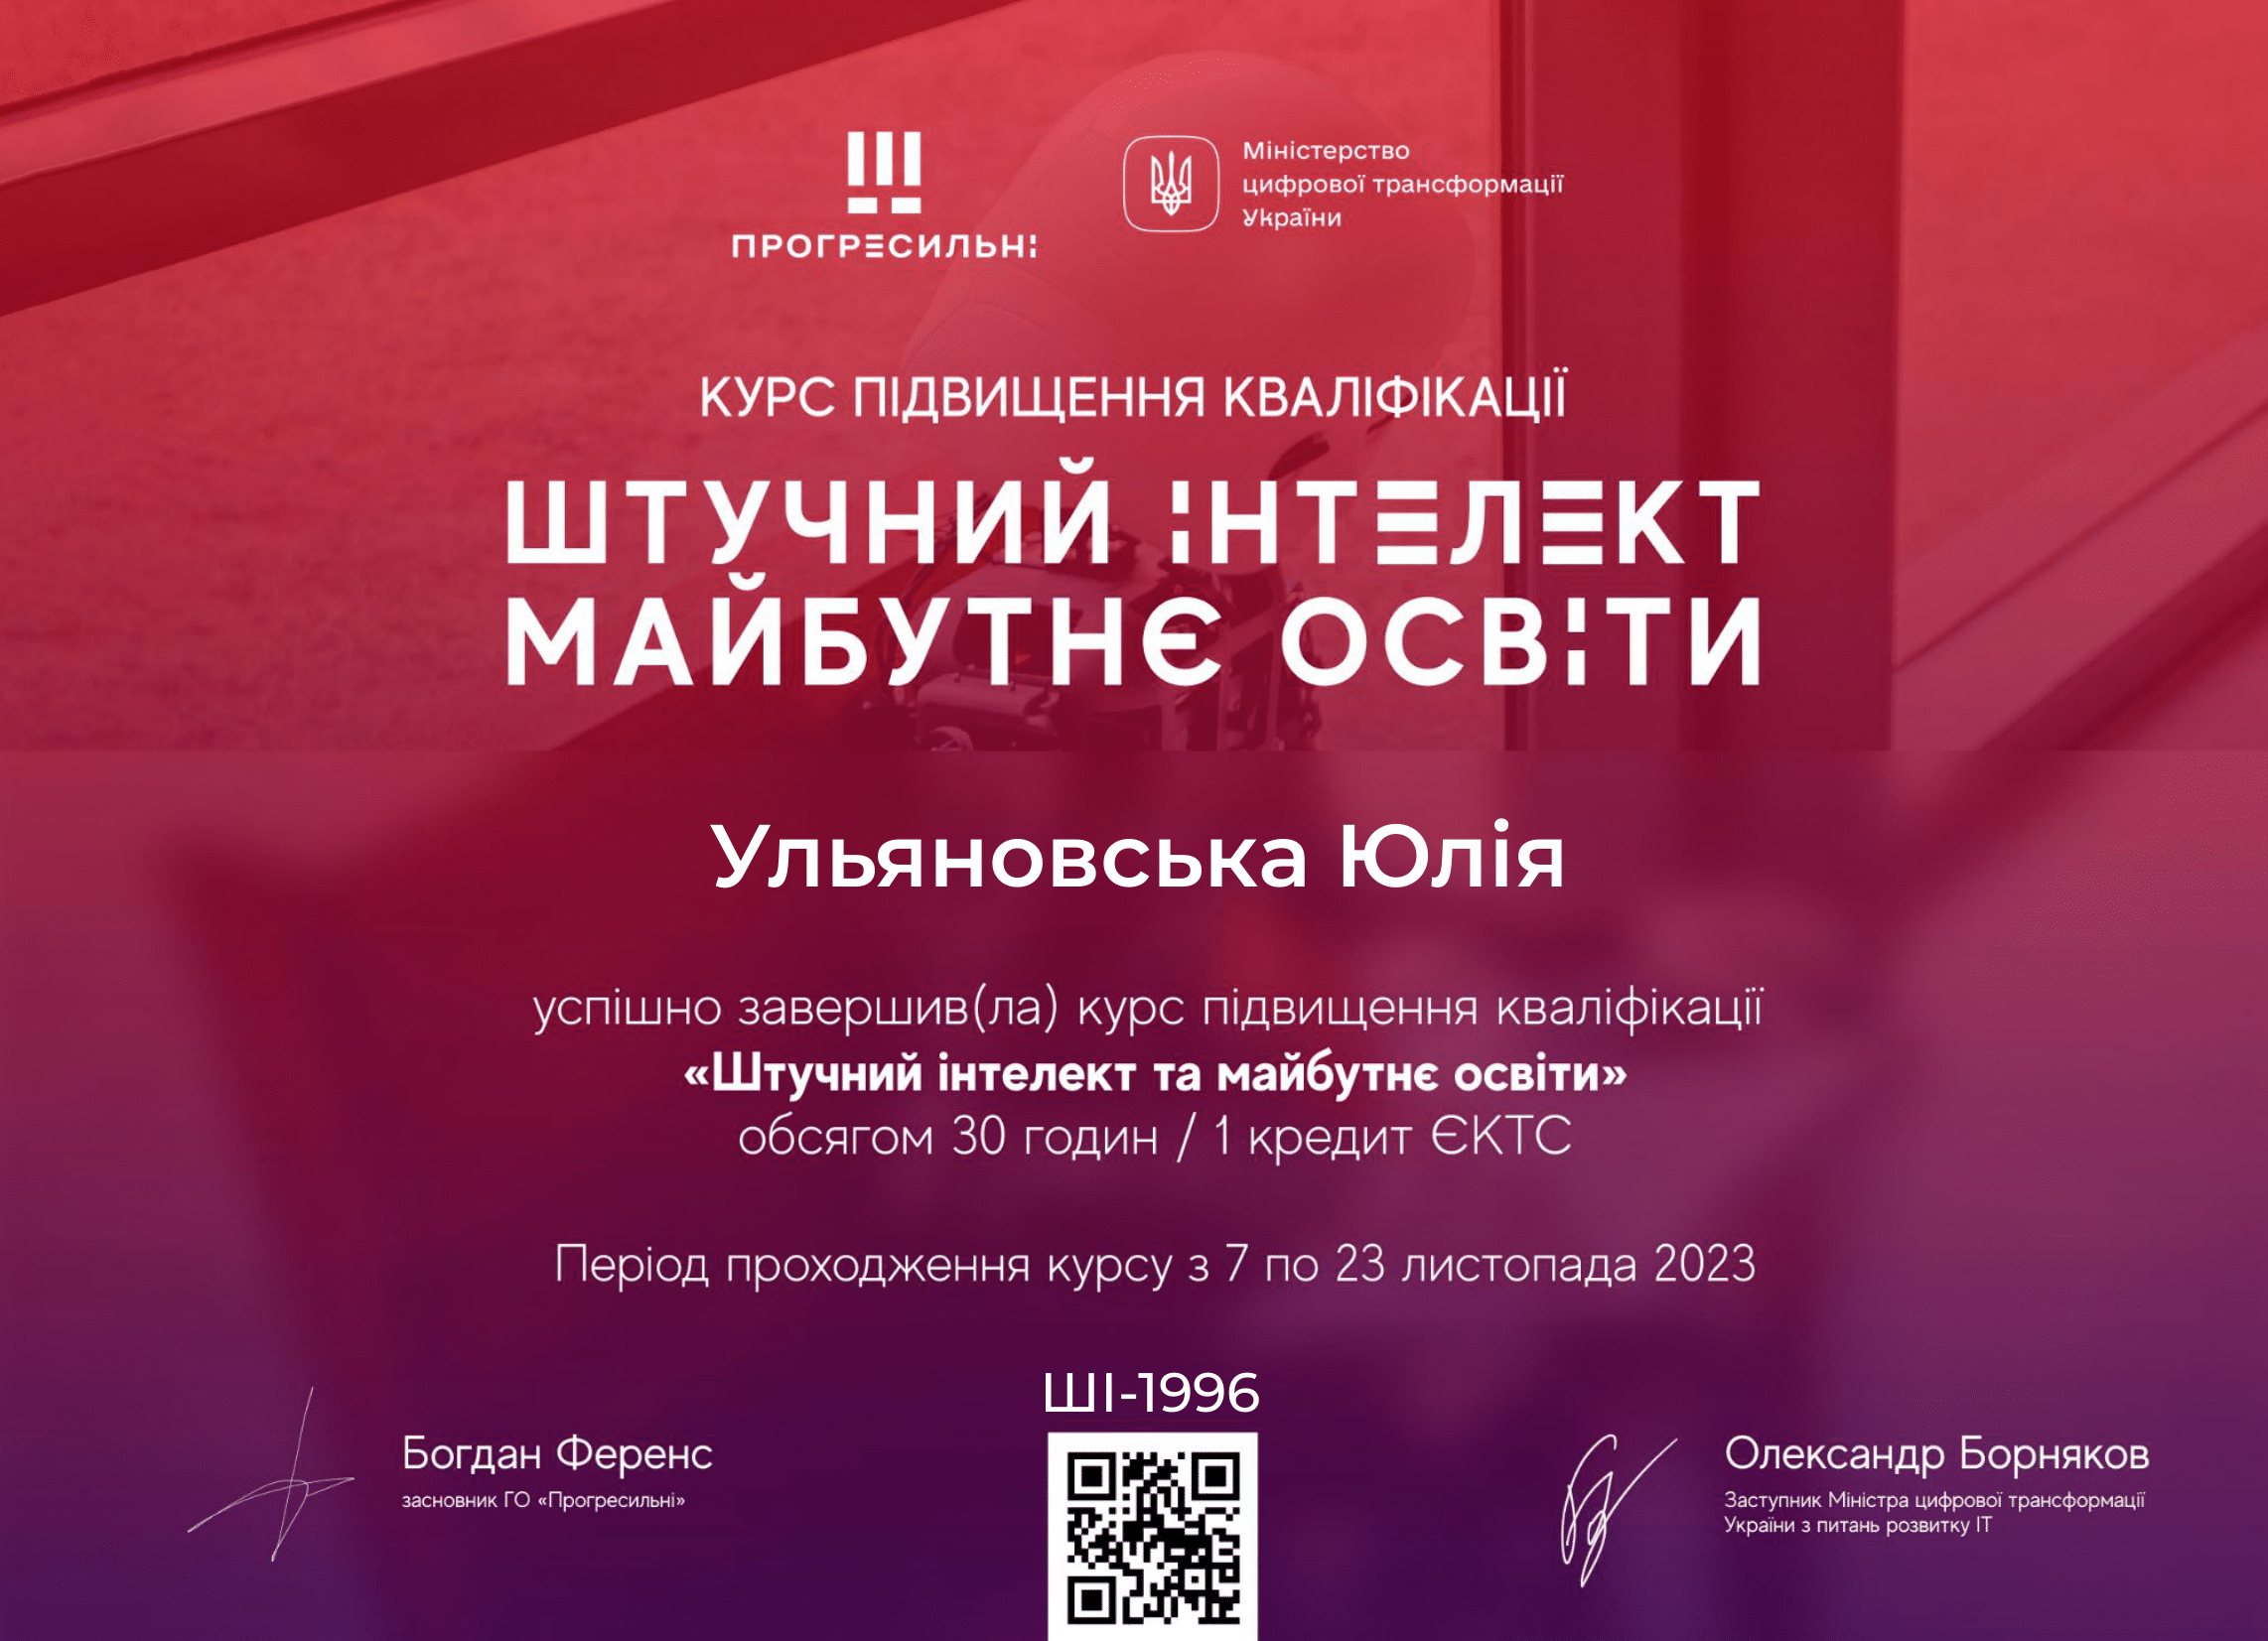 ПРОГРЕСИЛЬНІ
Міністерство
цифрової трансформації
України
КУРС ПІДВИЩЕННЯ КВАЛІФІКАЦІЇ
ШТУЧНИЙ ІНТЕЛЕКТ
МАЙБУТНЄ ОСВІТИ
Ульяновська Юлія
успішно завершив(ла) курс підвищення кваліфікації
«Штучний інтелект та майбутнє освіти»
обсягом 30 годин / 1 кредит ЄКТС
Період проходження курсу з 7 по 23 листопада 2023
ШІ-1996
Богдан Ференс
засновник ГО «Прогресильні»
Олександр Борняков
Заступник Міністра цифрової трансформації
України з питань розвитку ІТ